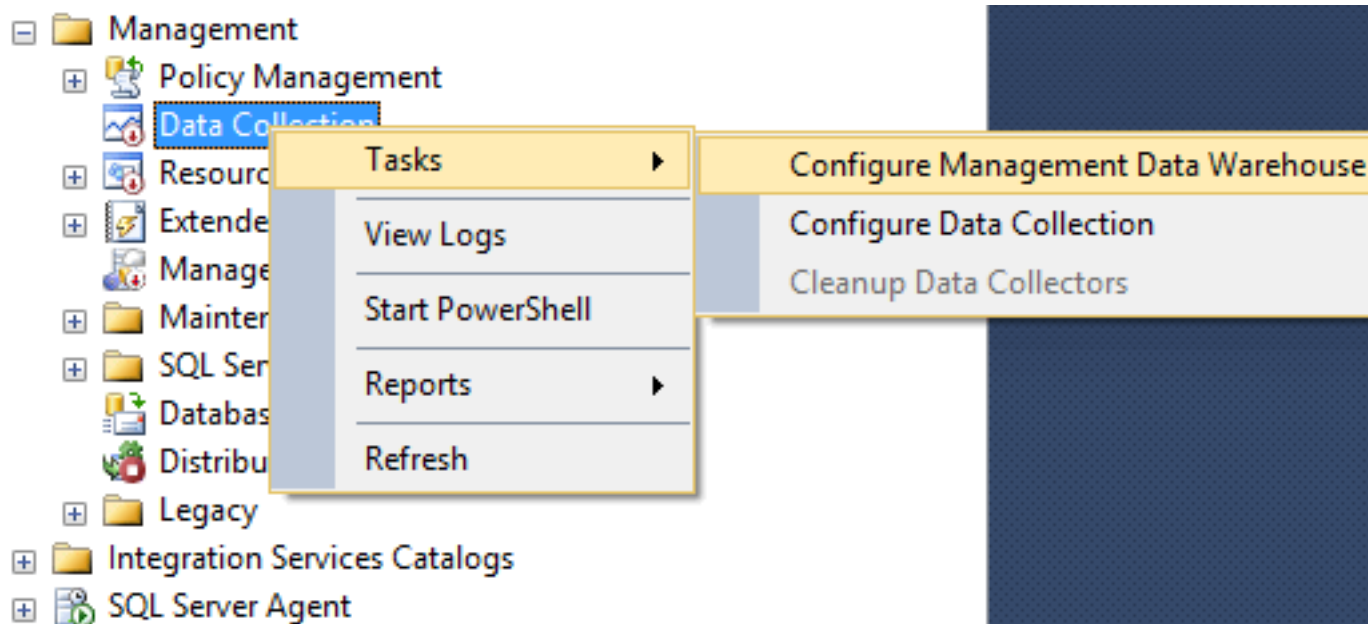 Management
Policy Management
Data Collection
Resourc
Extende
Manage
Mainter
SQL Ser
Databas
Distribu
Legacy
Integration Services Catalogs
SQL Server Agent
Tasks
View Logs
Start PowerShell
Reports
Refresh
Configure Management Data Warehouse
Configure Data Collection
Cleanup Data Collectors